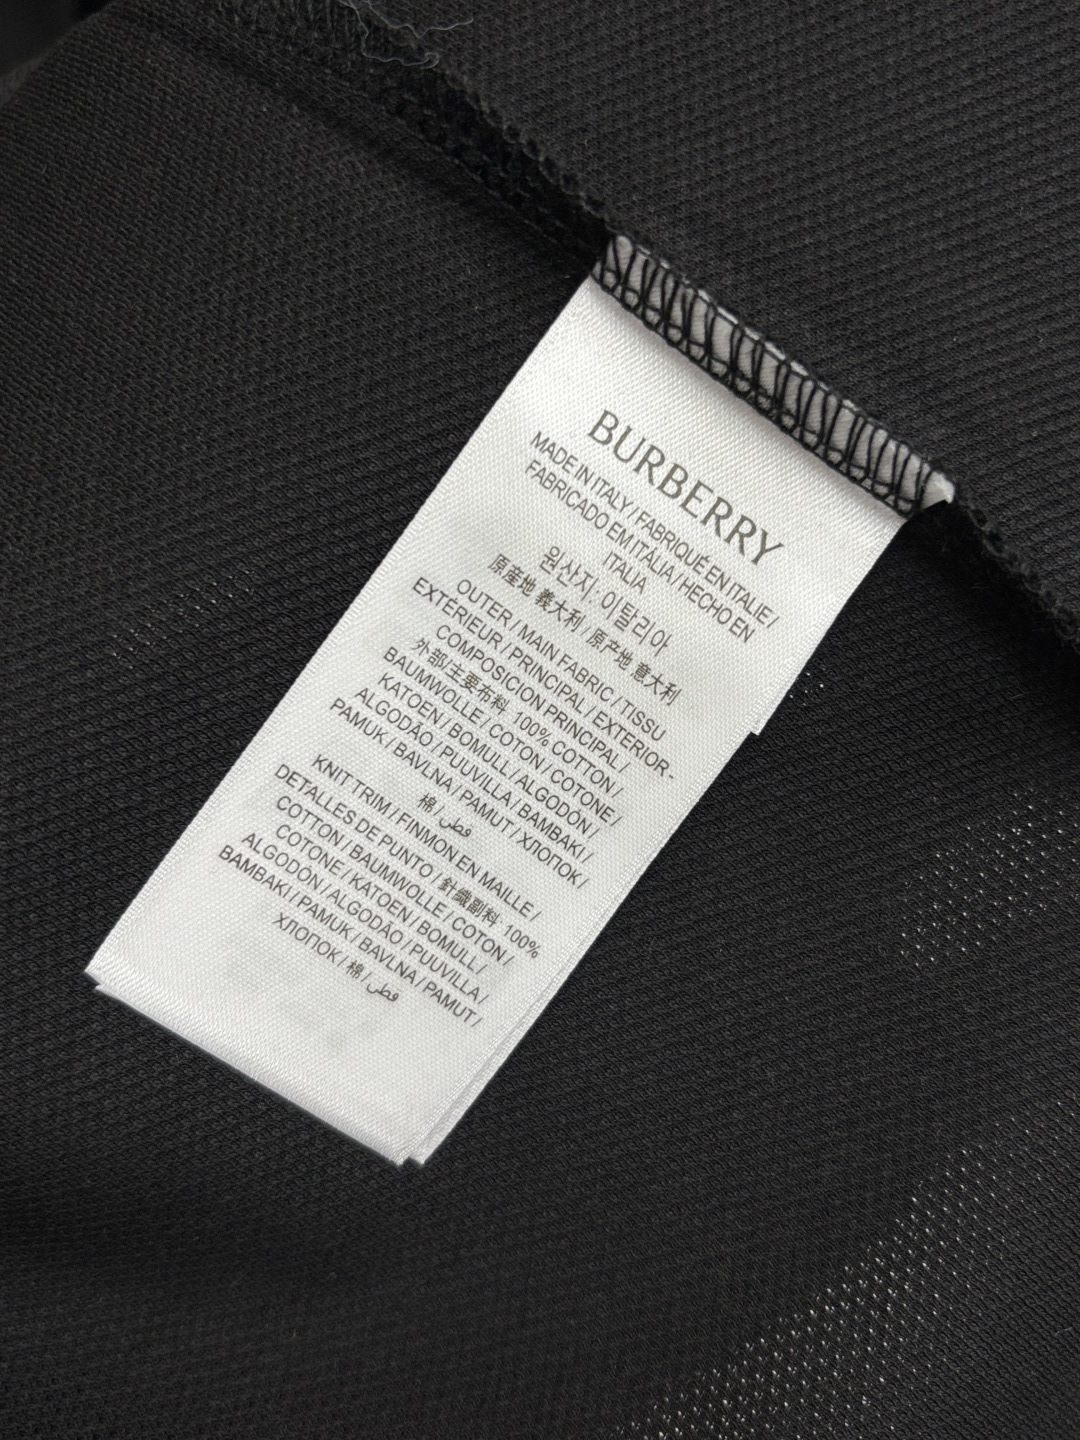 BURBERRY
MADE IN ITALY / FABRIQUÉ EN ITALIE /
FABRICADO EM ITÁLIA / HECHO EN
ITALIA
원산지: 이탈리아
原産地 義大利 / 原产地 意大利
OUTER / MAIN FABRIC / TISSU
EXTERIEUR / PRINCIPAL / EXTERIOR -
COMPOSICION PRINCIPAL /
外部/主要布料 100% COTTON /
BAUMWOLLE / COTON / COTONE /
KATOEN / BOMULL / ALGODÓN /
ALGODÃO / PUUVILLA / BAMBAKI /
PAMUK / BAVLNA / PAMUT / ХЛОПОК /
棉 / قطن
KNIT TRIM / FINMON EN MAILLE /
DETALLES DE PUNTO / 針織副料 100%
COTTON / BAUMWOLLE / COTON /
COTONE / KATOEN / BOMULL /
ALGODÓN / ALGODÃO / PUUVILLA /
BAMBAKI / PAMUK / BAVLNA / PAMUT /
ХЛОПОК / 棉 / قطن